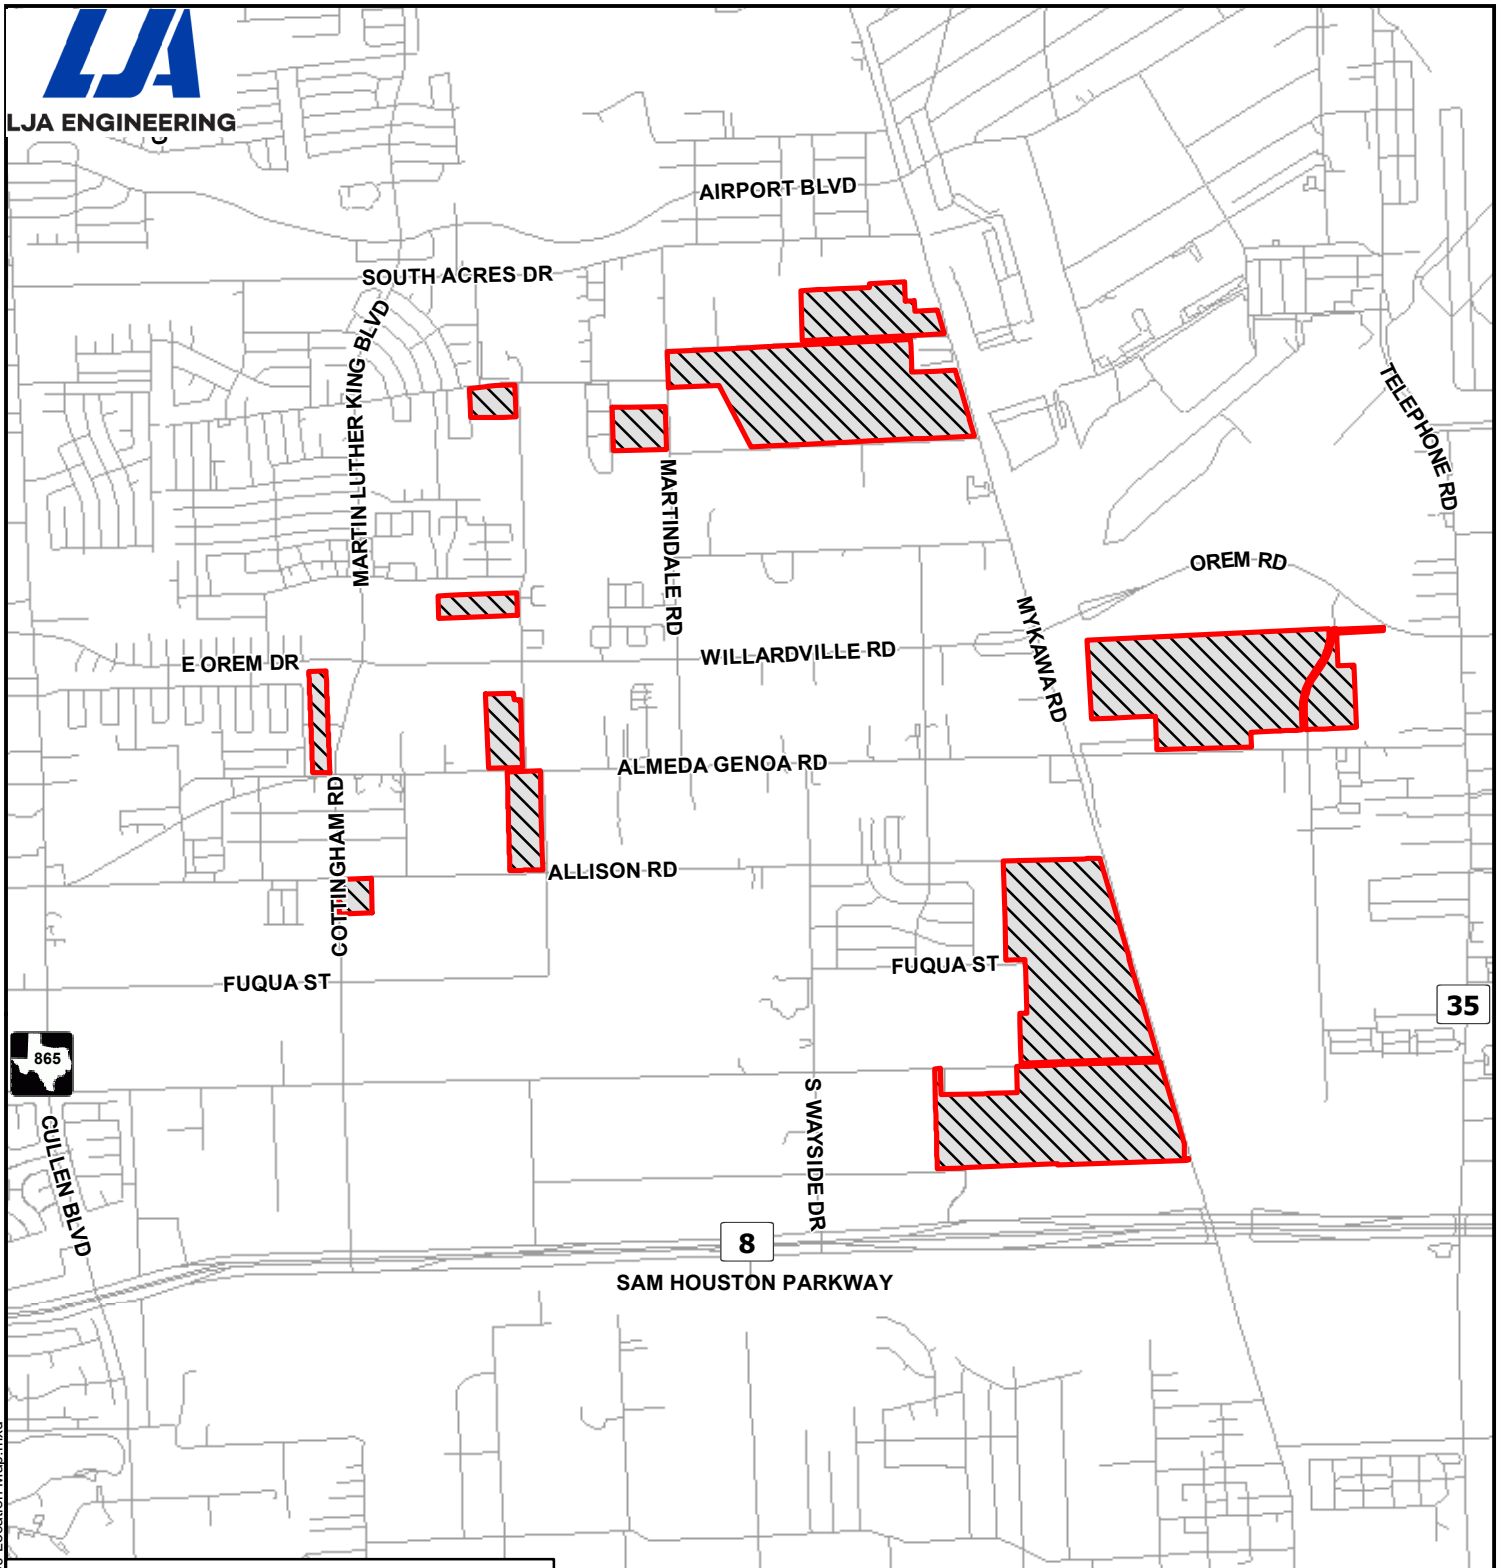 LJA
LJA ENGINEERING
AIRPORT BLVD
SOUTH ACRES DR
MARTIN LUTHER KING BLVD
TELEPHONE RD
MARTINDALE RD
OREM RD
MYKAWA RD
WILLARDVILLE RD
E OREM DR
ALMEDA GENOA RD
COTTINGHAM RD
ALLISON RD
FUQUA ST
FUQUA ST
35
865
S WAYSIDE DR
CULLEN BLVD
8
SAM HOUSTON PARKWAY